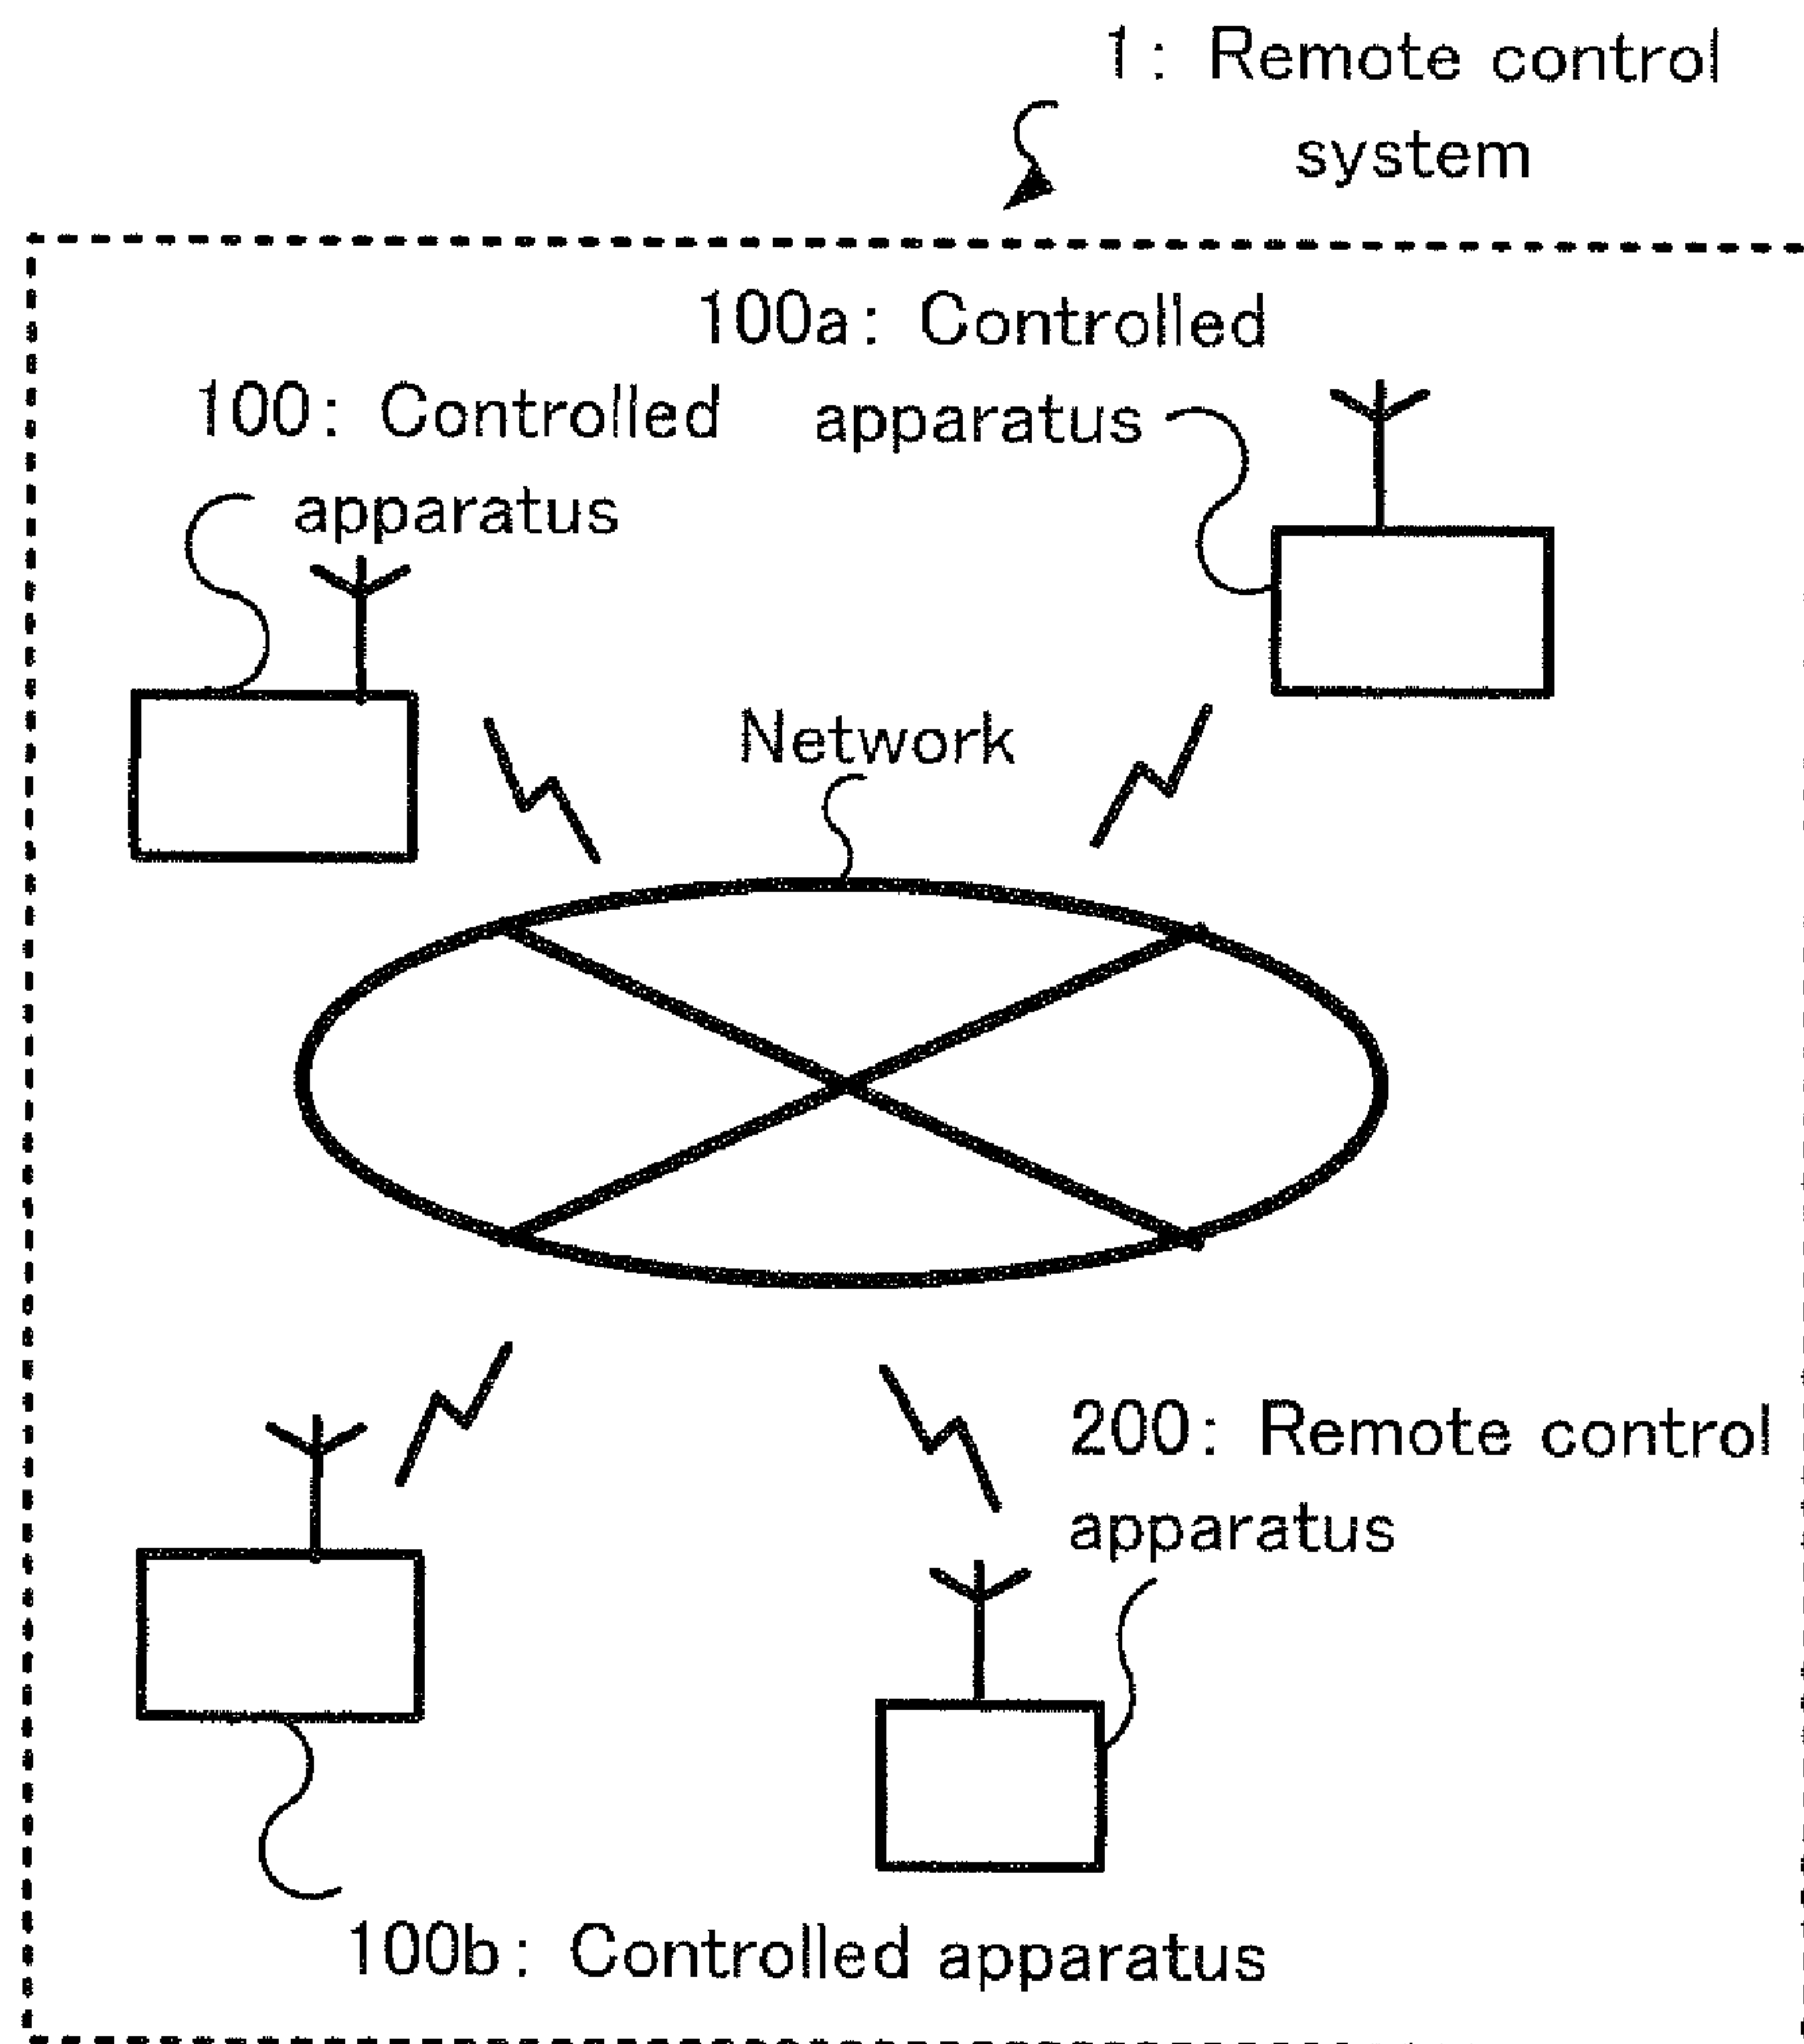 1: Remote control
system
100a: Controlled
apparatus
100: Controlled
apparatus
Network
200: Remote control
apparatus
100b: Controlled apparatus